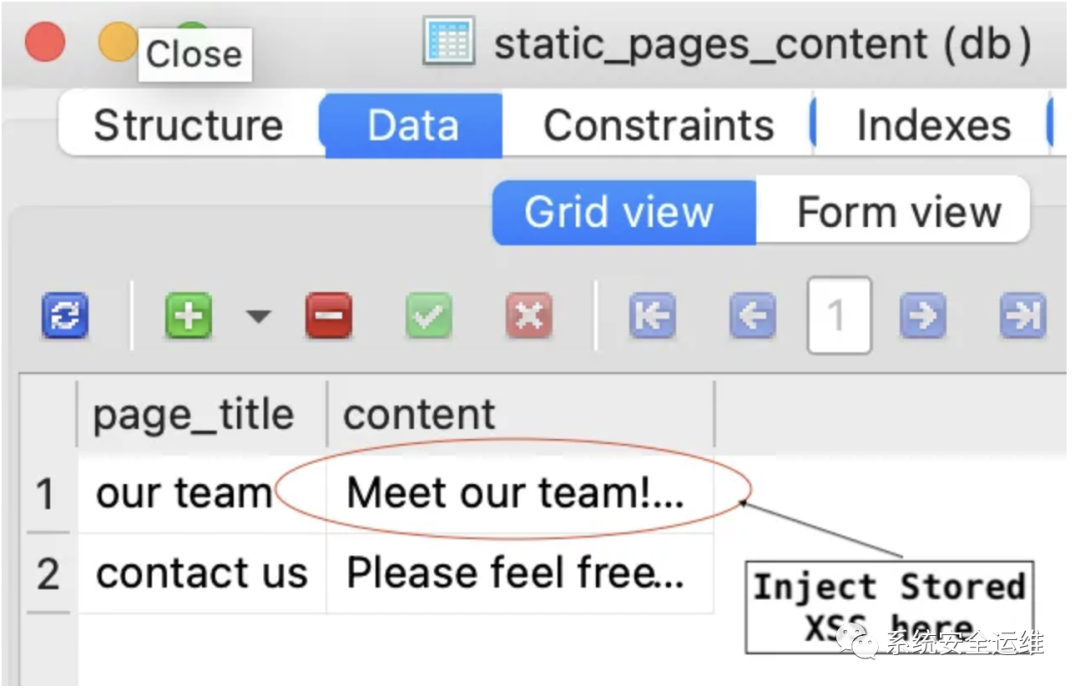 Close
static_pages_content (db)
Structure
Data
Constraints
Indexes
Grid view
Form view
1
page_title
content
1
our team
Meet our team!...
2
contact us
Please feel free...
Inject Stored
XSS here
系统安全运维